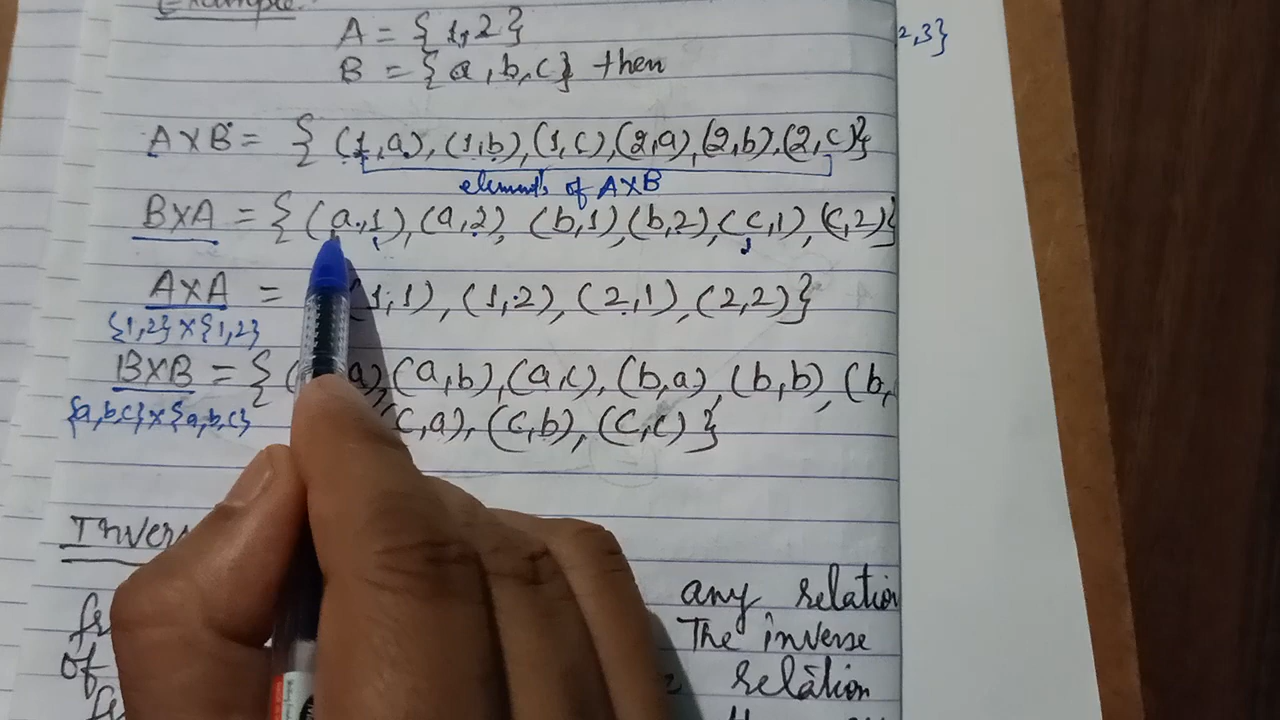 Example:
A = {1,2}
2,3}
B = {a,b,c} then
A×B = {(1,a),(1,b),(1,c),(2,a),(2,b),(2,c)}
elements of A×B
B×A = {(a,1),(a,2),(b,1),(b,2),(c,1),(c,2)}
A×A = 1,1),(1,2),(2,1),(2,2)}
{1,2}×{1,2}
B×B = {( a),(a,b),(a,c),(b,a),(b,b),(b,
{a,b,c}×{a,b,c}
c,a),(c,b),(c,c)}
any relation
The inverse
of relation